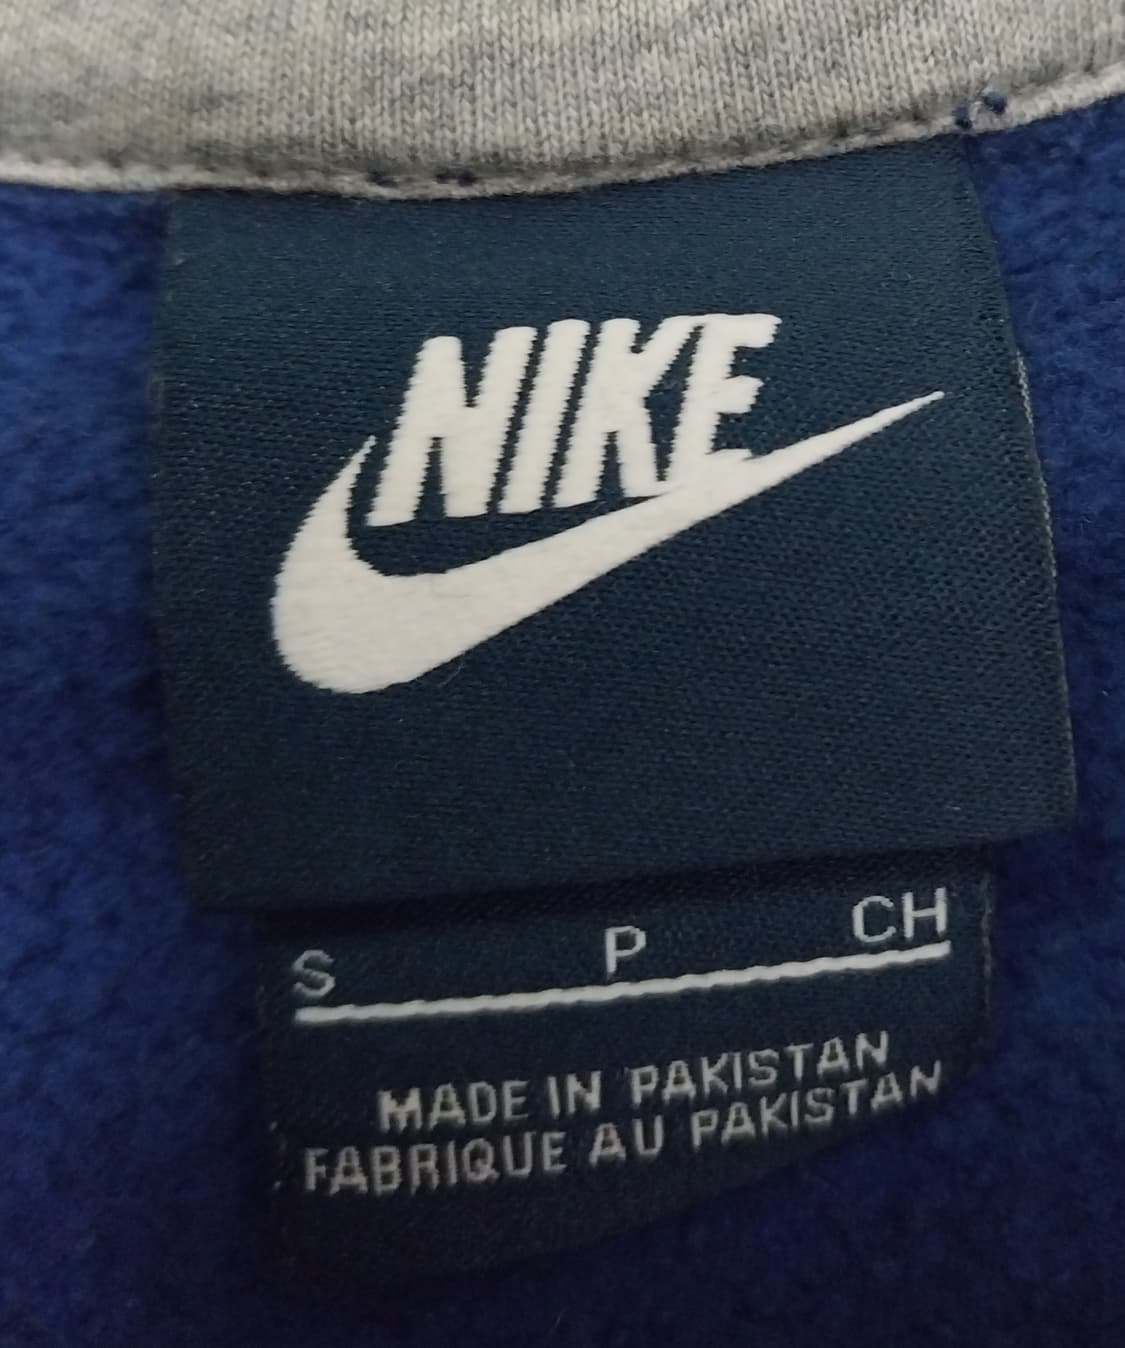 NIKE
S P CH
MADE IN PAKISTAN
FABRIQUE AU PAKISTAN